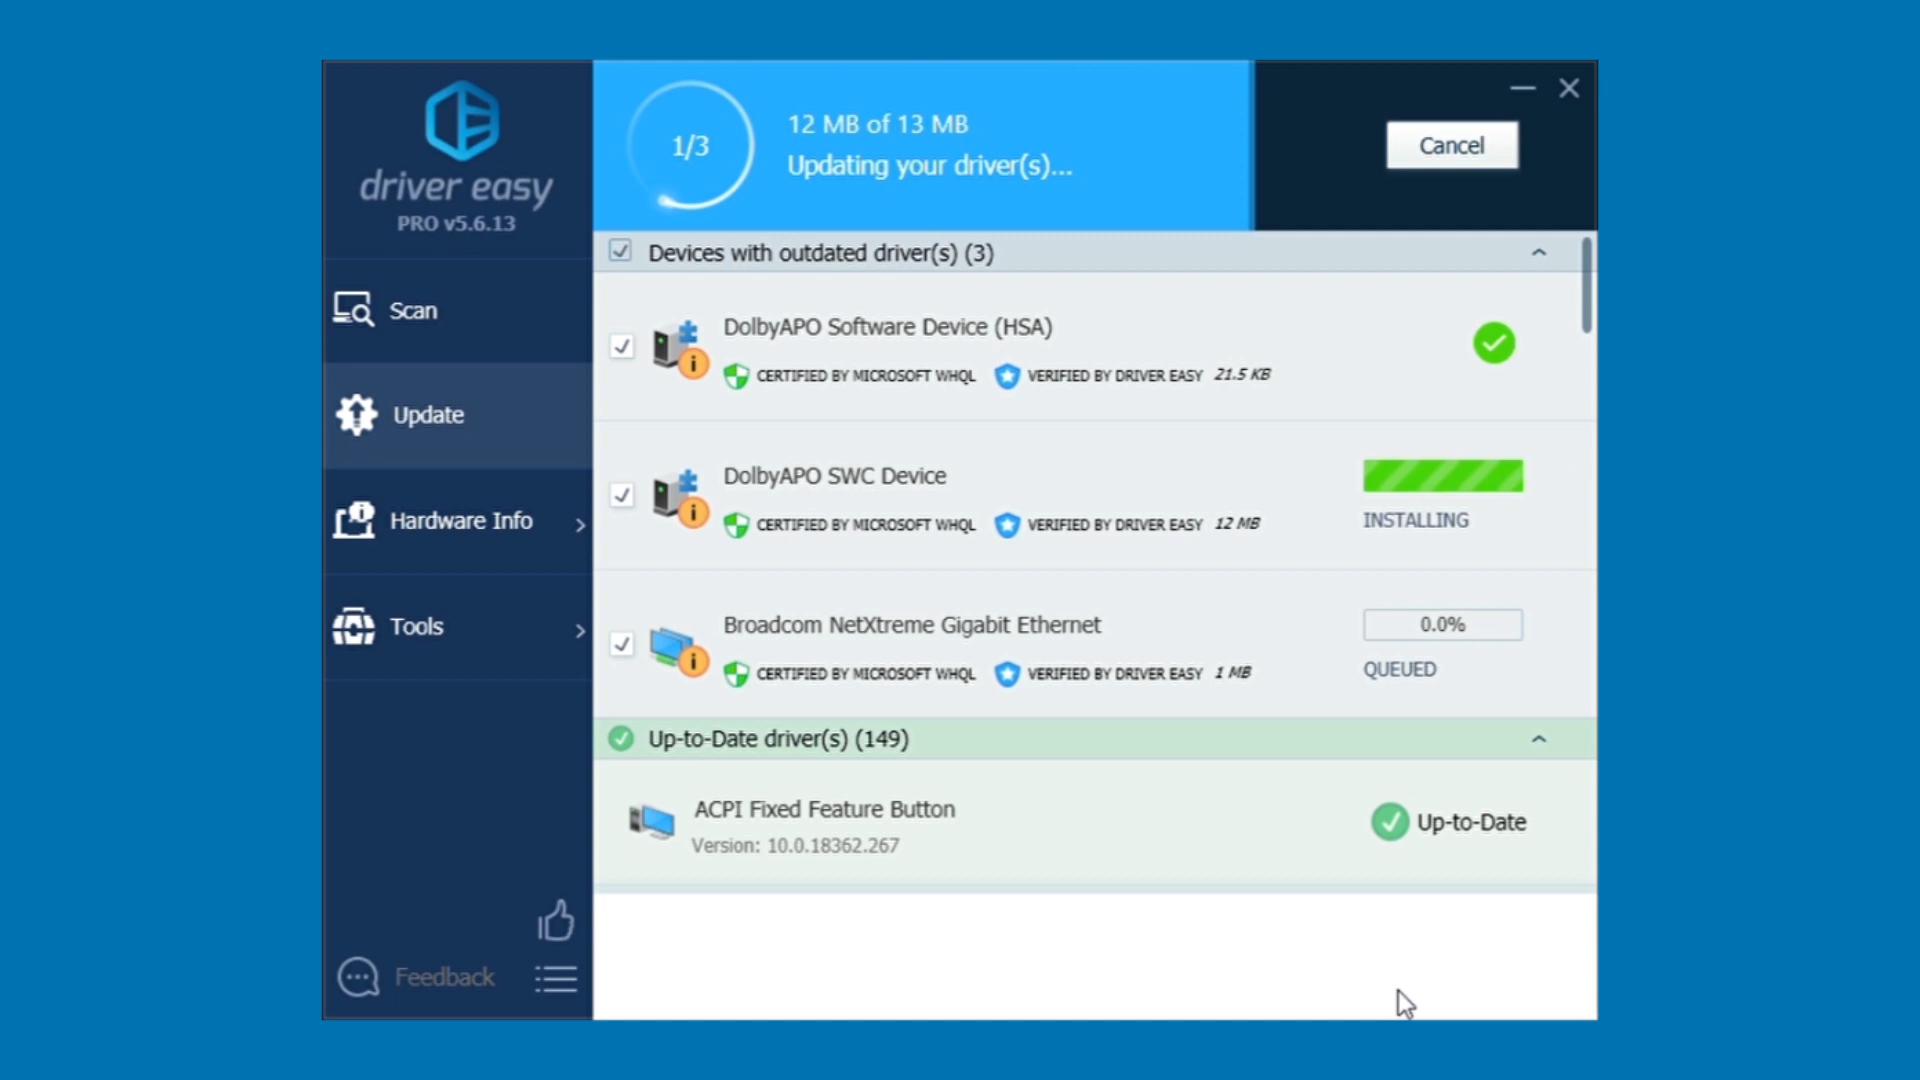 driver easy
PRO v5.6.13
Scan
Update
Hardware Info
Tools
Feedback
1/3
12 MB of 13 MB
Updating your driver(s)...
Cancel
Devices with outdated driver(s) (3)
DolbyAPO Software Device (HSA)
CERTIFIED BY MICROSOFT WHQL VERIFIED BY DRIVER EASY 21.5 KB
DolbyAPO SWC Device
CERTIFIED BY MICROSOFT WHQL VERIFIED BY DRIVER EASY 12 MB
INSTALLING
Broadcom NetXtreme Gigabit Ethernet
CERTIFIED BY MICROSOFT WHQL VERIFIED BY DRIVER EASY 1 MB
0.0%
QUEUED
Up-to-Date driver(s) (149)
ACPI Fixed Feature Button
Version: 10.0.18362.267
Up-to-Date